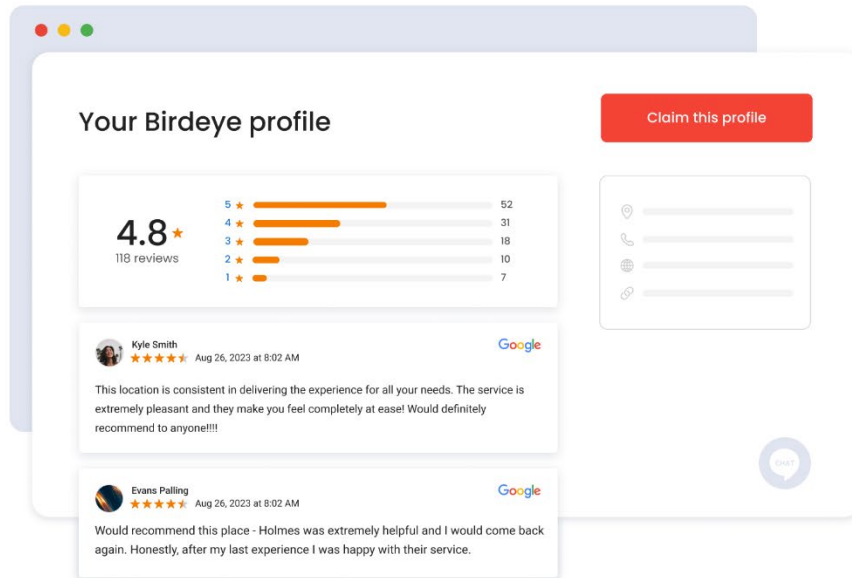 Your Birdeye profile
Claim this profile
4.8
118 reviews
5 52
4 31
3 18
2 10
1 7
Kyle Smith
Aug 26, 2023 at 8:02 AM
Google
This location is consistent in delivering the experience for all your needs. The service is
extremely pleasant and they make you feel completely at ease! Would definitely
recommend to anyone!!!!
Evans Palling
Aug 26, 2023 at 8:02 AM
Google
Would recommend this place - Holmes was extremely helpful and I would come back
again. Honestly, after my last experience I was happy with their service.
CHAT